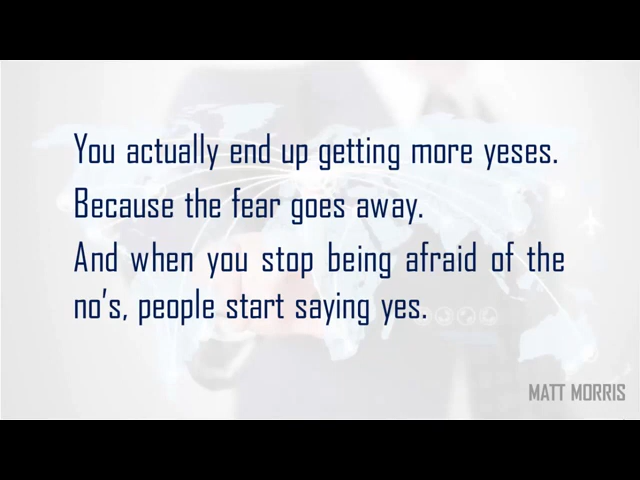 You actually end up getting more yeses.
Because the fear goes away.
And when you stop being afraid of the
no's, people start saying yes.
MATT MORRIS